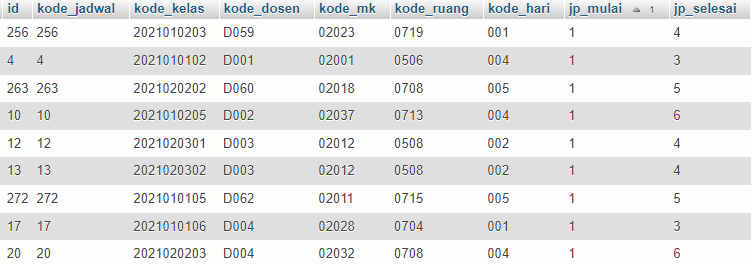 id kode_jadwal kode_kelas kode_dosen kode_mk kode_ruang kode_hari jp_mulai 1 jp_selesai
256 256 2021010203 D059 02023 0719 001 1 4
4 4 2021010102 D001 02001 0506 004 1 3
263 263 2021020202 D060 02018 0708 005 1 5
10 10 2021010205 D002 02037 0713 004 1 6
12 12 2021020301 D003 02012 0508 002 1 4
13 13 2021020302 D003 02012 0508 002 1 4
272 272 2021010105 D062 02011 0715 005 1 5
17 17 2021010106 D004 02028 0704 001 1 3
20 20 2021020203 D004 02032 0708 004 1 6